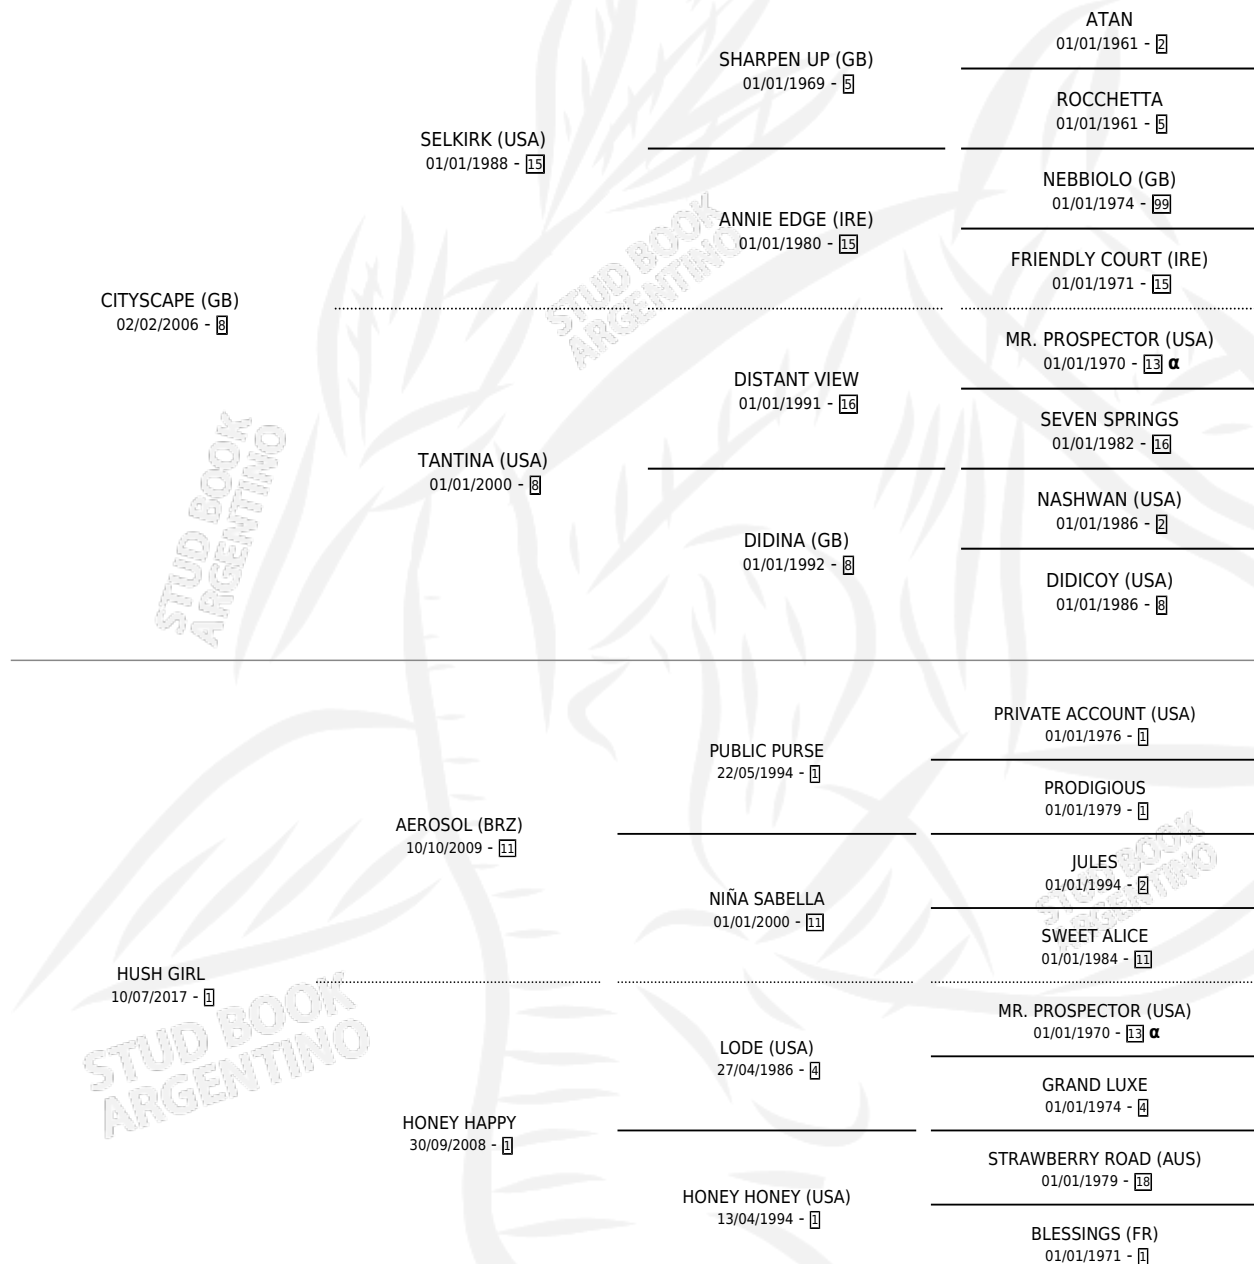 ATAN
01/01/1961 - 2
SHARPEN UP (GB)
01/01/1969 - 5
ROCCHETTA
01/01/1961 - 5
SELKIRK (USA)
01/01/1988 - 15
NEBBIOLO (GB)
01/01/1974 - 99
ANNIE EDGE (IRE)
01/01/1980 - 15
FRIENDLY COURT (IRE)
01/01/1971 - 15
CITYSCAPE (GB)
02/02/2006 - 8
MR. PROSPECTOR (USA)
01/01/1970 - 13 α
DISTANT VIEW
01/01/1991 - 16
SEVEN SPRINGS
01/01/1982 - 16
TANTINA (USA)
01/01/2000 - 8
NASHWAN (USA)
01/01/1986 - 2
DIDINA (GB)
01/01/1992 - 8
DIDICOY (USA)
01/01/1986 - 8
PRIVATE ACCOUNT (USA)
01/01/1976 - 1
PUBLIC PURSE
22/05/1994 - 1
PRODIGIOUS
01/01/1979 - 1
AEROSOL (BRZ)
10/10/2009 - 11
JULES
01/01/1994 - 2
NIÑA SABELLA
01/01/2000 - 11
SWEET ALICE
01/01/1984 - 11
HUSH GIRL
10/07/2017 - 1
MR. PROSPECTOR (USA)
01/01/1970 - 13 α
LODE (USA)
27/04/1986 - 4
GRAND LUXE
01/01/1974 - 4
HONEY HAPPY
30/09/2008 - 1
STRAWBERRY ROAD (AUS)
01/01/1979 - 18
HONEY HONEY (USA)
13/04/1994 - 1
BLESSINGS (FR)
01/01/1971 - 1
STUD BOOK
ARGENTINO
STUD BOOK
ARGENTINO
STUD BOOK
ARGENTINO
STUD BOOK
ARGENTINO